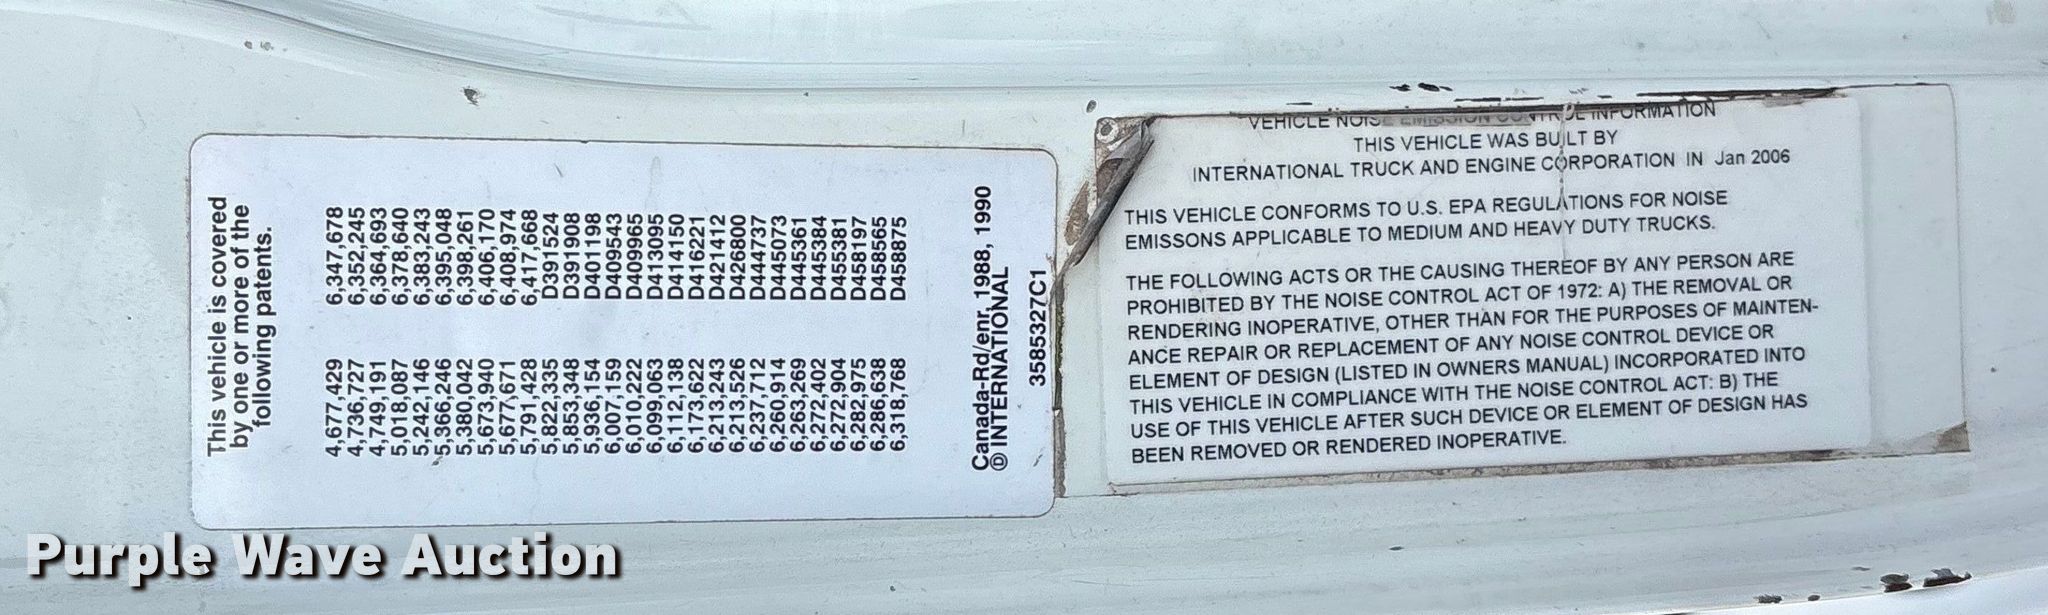 This vehicle is covered
by one or more of the
following patents.
4,677,429 6,347,678
4,736,727 6,352,245
4,749,191 6,364,693
5,018,087 6,378,640
5,242,146 6,383,243
5,366,246 6,395,048
5,380,042 6,398,261
5,673,940 6,406,170
5,677,671 6,408,974
5,791,428 6,417,668
5,822,335 D391524
5,853,348 D391908
5,936,154 D401198
6,007,159 D409543
6,010,222 D409965
6,099,063 D413095
6,112,138 D414150
6,173,622 D416221
6,213,243 D421412
6,213,526 D426800
6,237,712 D444737
6,260,914 D445073
6,263,269 D445361
6,272,402 D445384
6,272,904 D455381
6,282,975 D458197
6,286,638 D458565
6,318,768 D458875
Canada-Rd/enr, 1988, 1990
Ⓓ INTERNATIONAL
3585327C1
VEHICLE NOISE EMISSION CONTROL INFORMATION
THIS VEHICLE WAS BUILT BY
INTERNATIONAL TRUCK AND ENGINE CORPORATION IN Jan 2006
THIS VEHICLE CONFORMS TO U.S. EPA REGULATIONS FOR NOISE
EMISSONS APPLICABLE TO MEDIUM AND HEAVY DUTY TRUCKS.
THE FOLLOWING ACTS OR THE CAUSING THEREOF BY ANY PERSON ARE
PROHIBITED BY THE NOISE CONTROL ACT OF 1972: A) THE REMOVAL OR
RENDERING INOPERATIVE, OTHER THAN FOR THE PURPOSES OF MAINTEN-
ANCE REPAIR OR REPLACEMENT OF ANY NOISE CONTROL DEVICE OR
ELEMENT OF DESIGN (LISTED IN OWNERS MANUAL) INCORPORATED INTO
THIS VEHICLE IN COMPLIANCE WITH THE NOISE CONTROL ACT: B) THE
USE OF THIS VEHICLE AFTER SUCH DEVICE OR ELEMENT OF DESIGN HAS
BEEN REMOVED OR RENDERED INOPERATIVE.
Purple Wave Auction